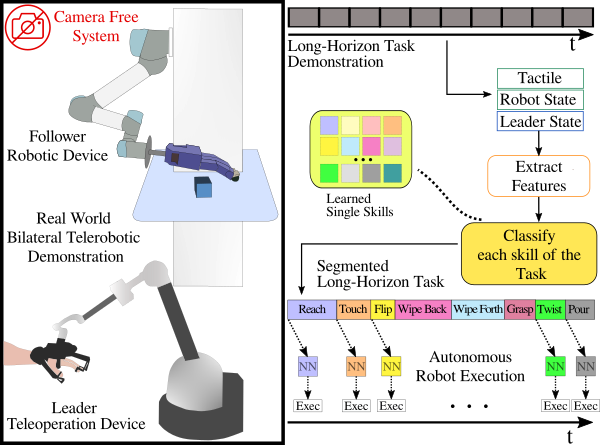 Camera Free
System
Follower
Robotic Device
Real World
Bilateral Telerobotic
Demonstration
Leader
Teleoperation Device
t
Long-Horizon Task
Demonstration
Tactile
Robot State
Leader State
Extract
Features
Learned
Single Skills
Classify
each skill of the
Task
Segmented
Long-Horizon Task
Reach Touch Flip Wipe Back Wipe Forth Grasp Twist Pour
NN NN NN NN NN
Autonomous
Robot Execution
Exec Exec Exec . . . Exec Exec
t